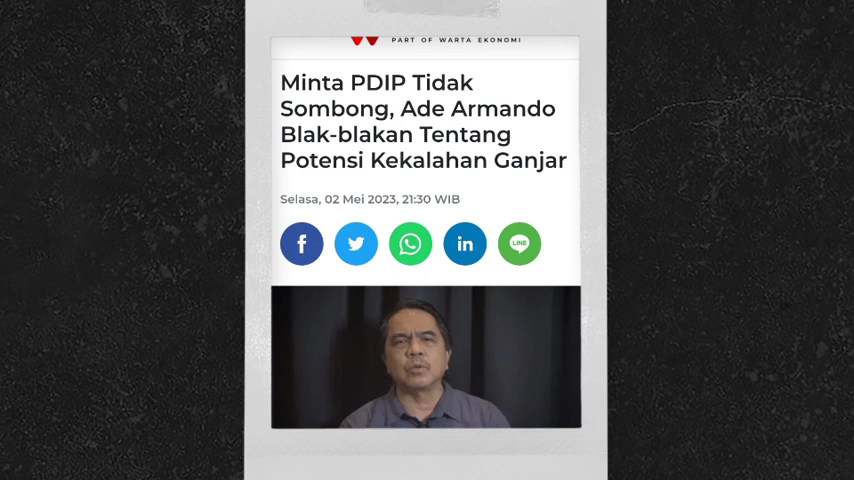 PART OF WARTA EKONOMI
Minta PDIP Tidak
Sombong, Ade Armando
Blak-blakan Tentang
Potensi Kekalahan Ganjar
Selasa, 02 Mei 2023, 21:30 WIB
LINE